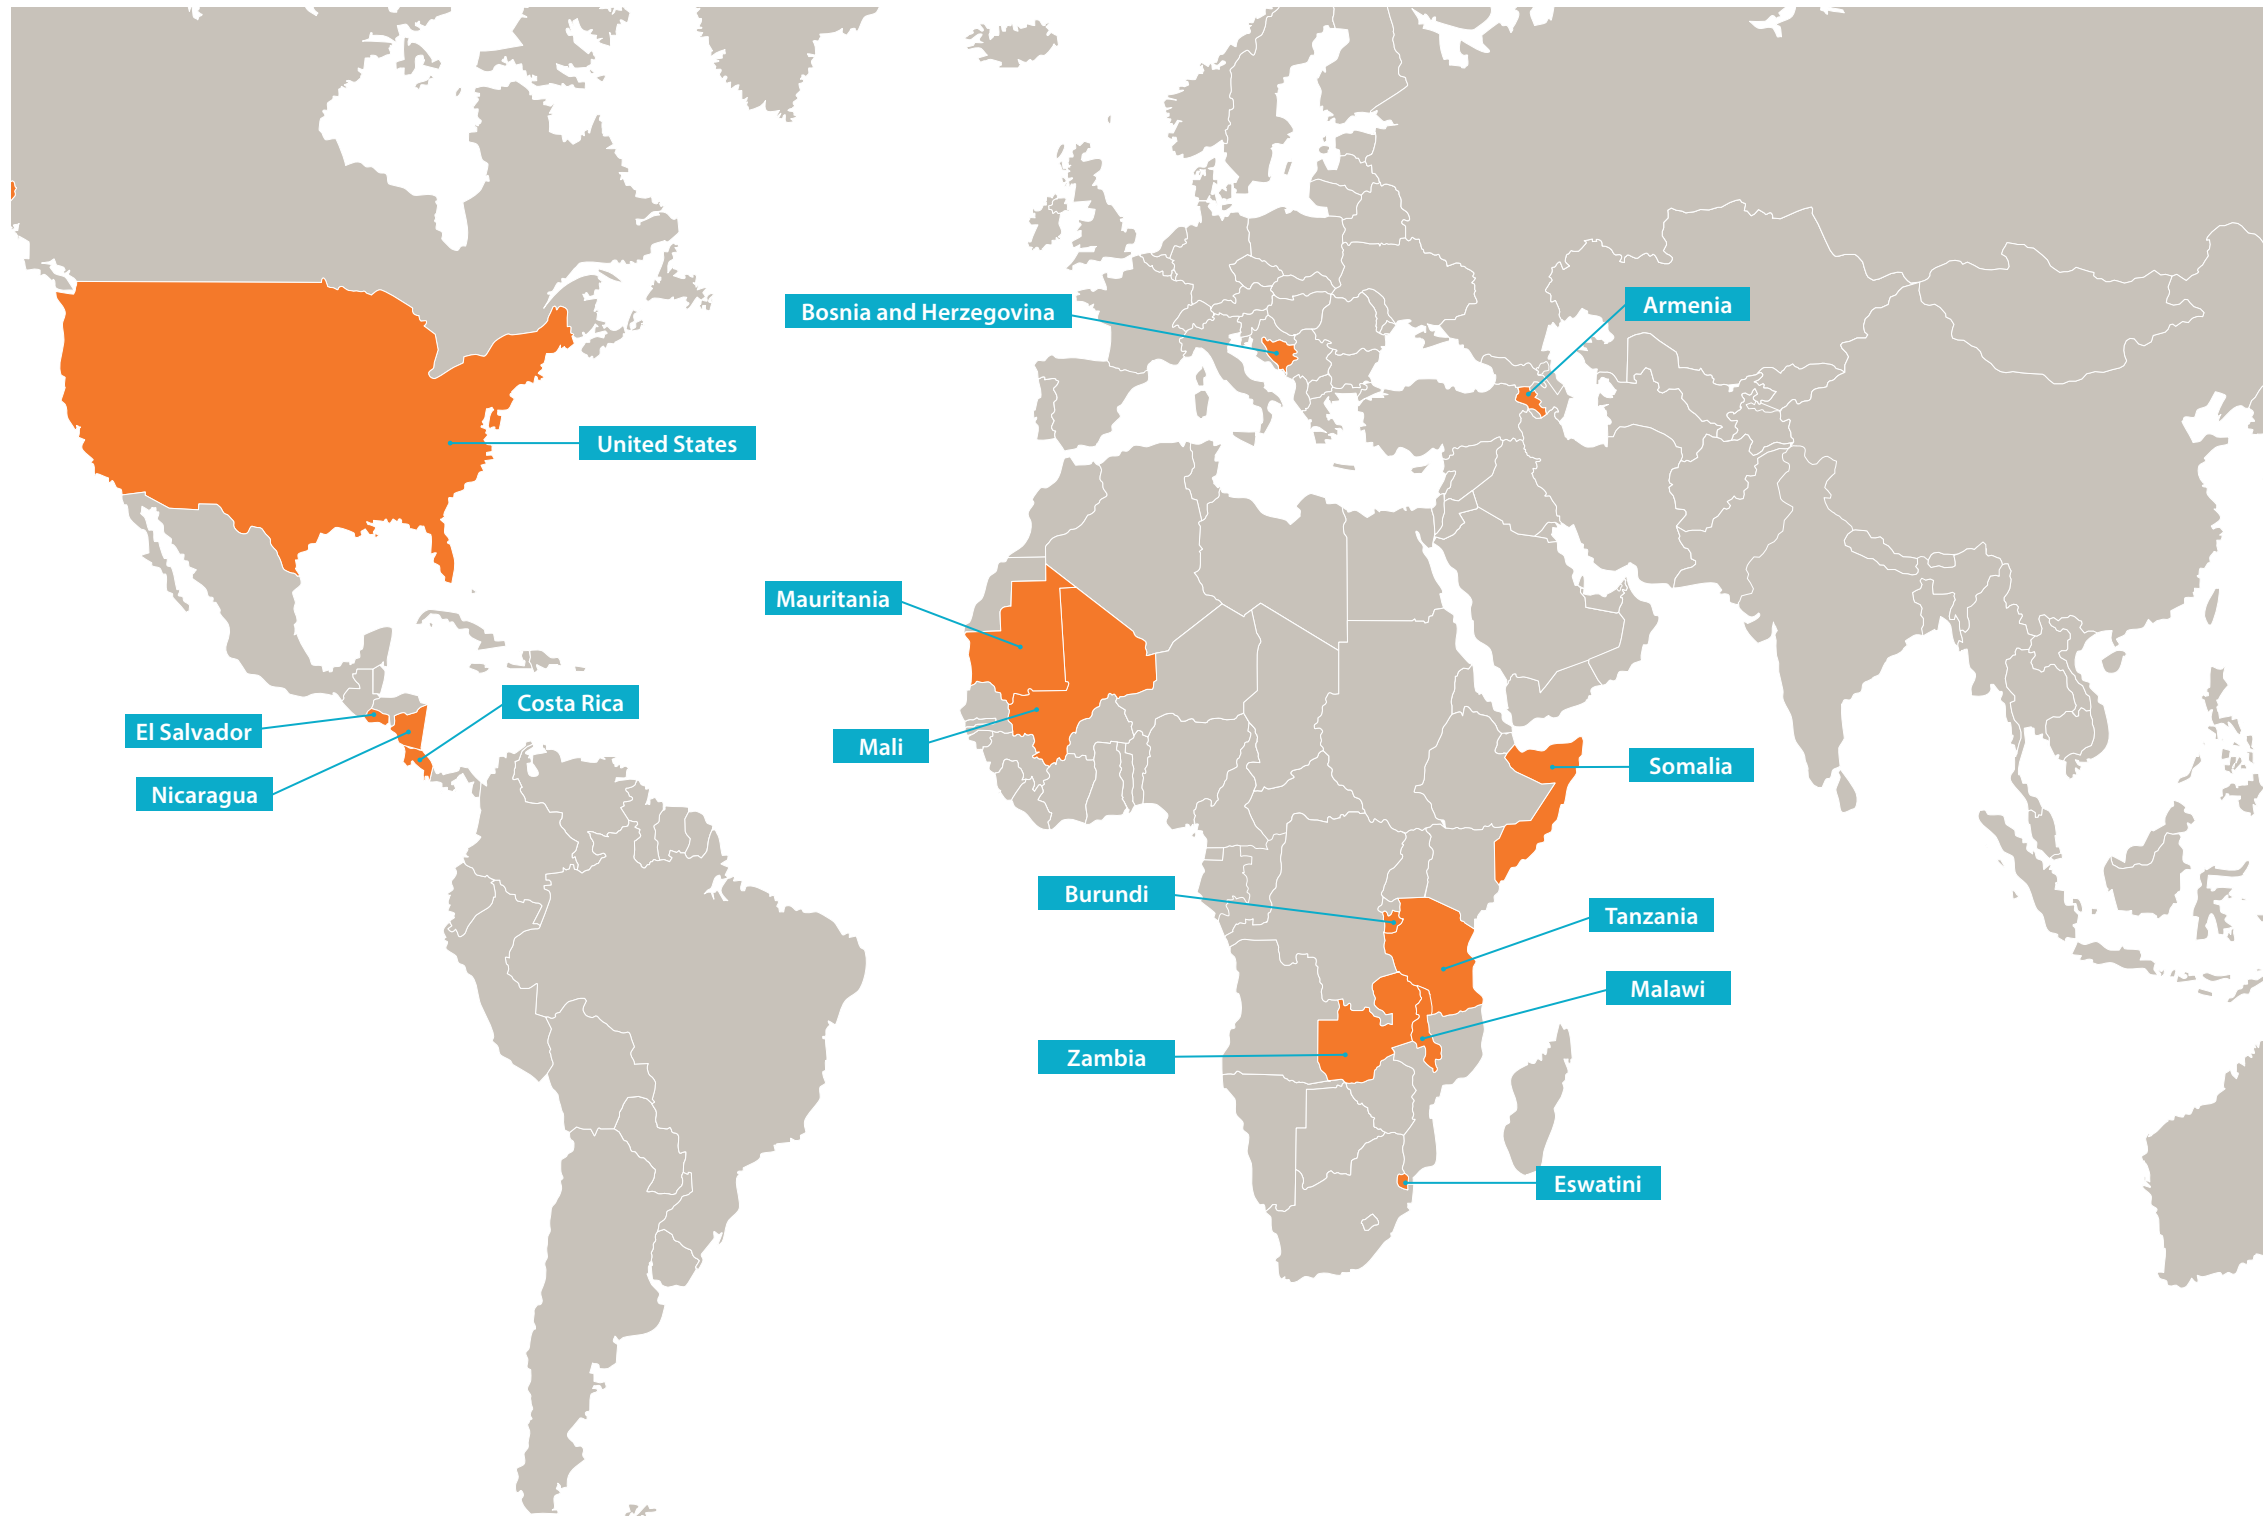 Armenia
Bosnia and Herzegovina
United States
Mauritania
Costa Rica
El Salvador
Mali
Somalia
Nicaragua
Burundi
Tanzania
Malawi
Zambia
Eswatini